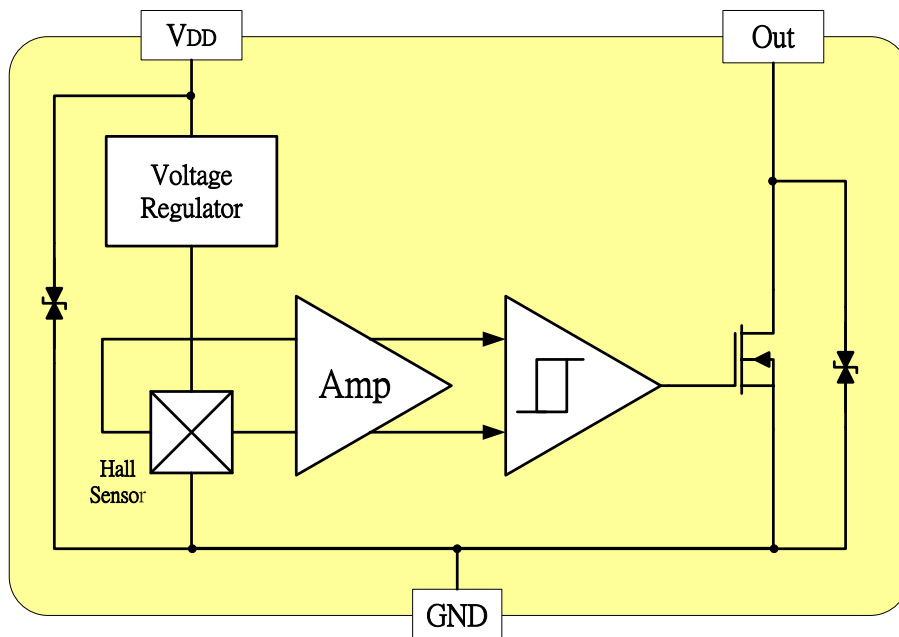 VDD
Out
Voltage
Regulator
Amp
Hall
Sensor
GND